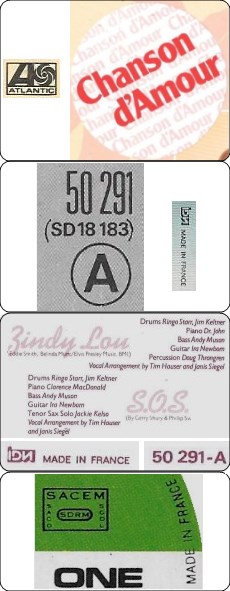 ATLANTIC
Chanson
d'Amour
50 291
(SD 18 183)
A
MADE IN FRANCE
Drums Ringo Starr, Jim Keltner
Piano Dr. John
Bass Andy Muson
Guitar Ira Newborn
Percussion Doug Throngren
Vocal Arrangement by Tim Hauser and Janis Siegel
Zindy Lou
Drums Ringo Starr, Jim Keltner
Piano Clarence MacDonald
Bass Andy Muson
Guitar Ira Newborn
Tenor Sax Solo Jackie Kelso
Vocal Arrangement by Tim Hauser
and Janis Siegel
S.O.S.
MADE IN FRANCE
50 291-A
SACEM
SACD
SDRM
SGDL
MADE IN FRANCE
ONE